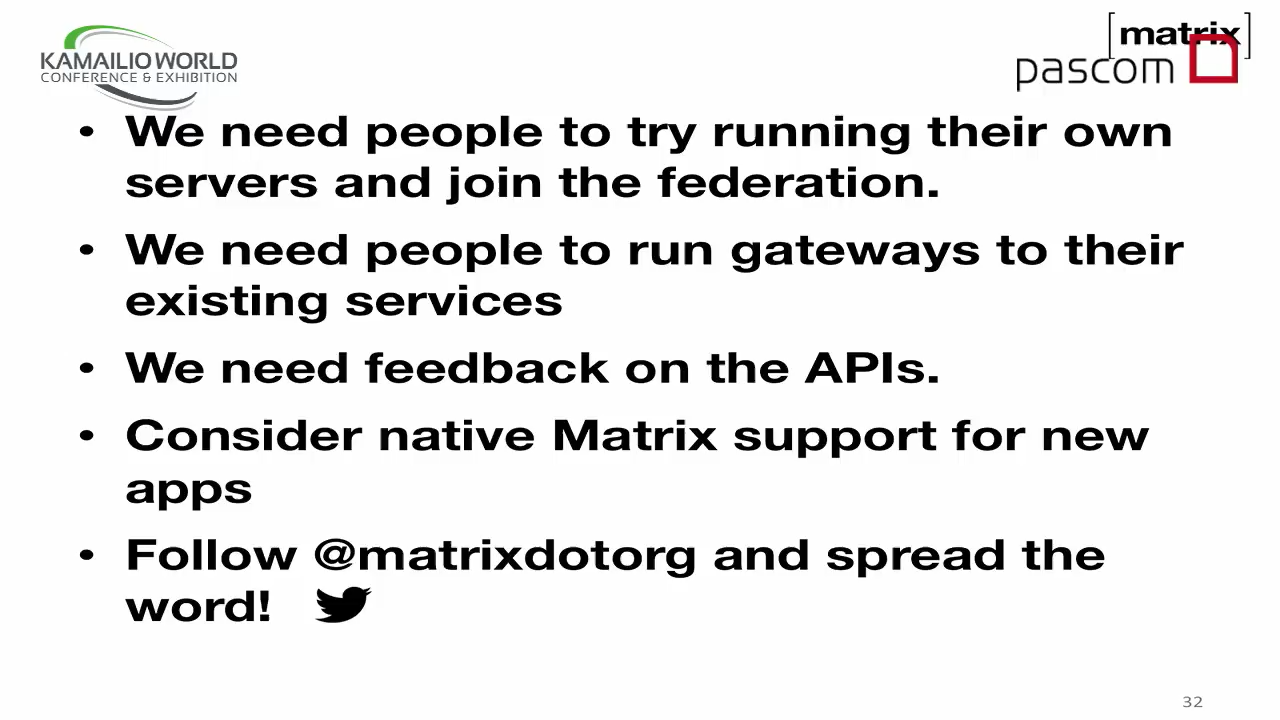 KAMAILIO WORLD
CONFERENCE & EXHIBITION
[matrix]
pascom
• We need people to try running their own
servers and join the federation.
• We need people to run gateways to their
existing services
• We need feedback on the APIs.
• Consider native Matrix support for new
apps
• Follow @matrixdotorg and spread the
word!
32